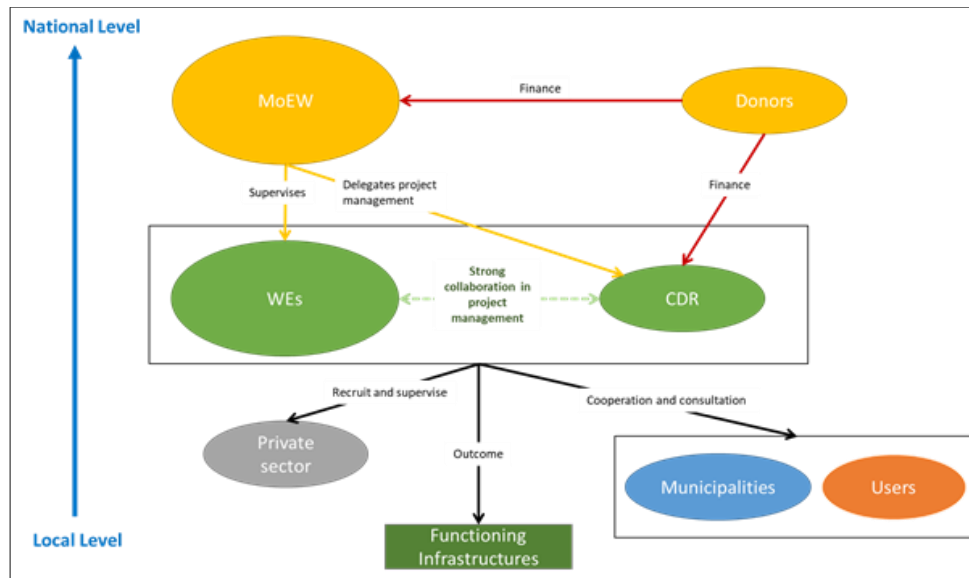 National Level
MoEW
Finance
Donors
Supervises
Delegates project
management
Finance
WEs
Strong
collaboration in
project
management
CDR
Recruit and supervise
Cooperation and consultation
Private
sector
Outcome
Municipalities
Users
Local Level
Functioning
Infrastructures